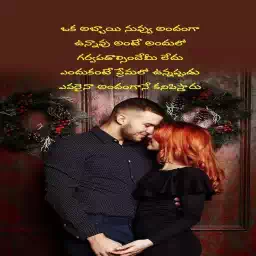 ఒక అబ్బాయి నువ్వు అందంగా
ఉన్నావు అంటే అందులో
గర్వపడాల్సిందేమీ లేదు
ఎందుకంటే ప్రేమలో ఉన్నప్పుడు
ఎవరైనా అందంగానే కనిపిస్తారు